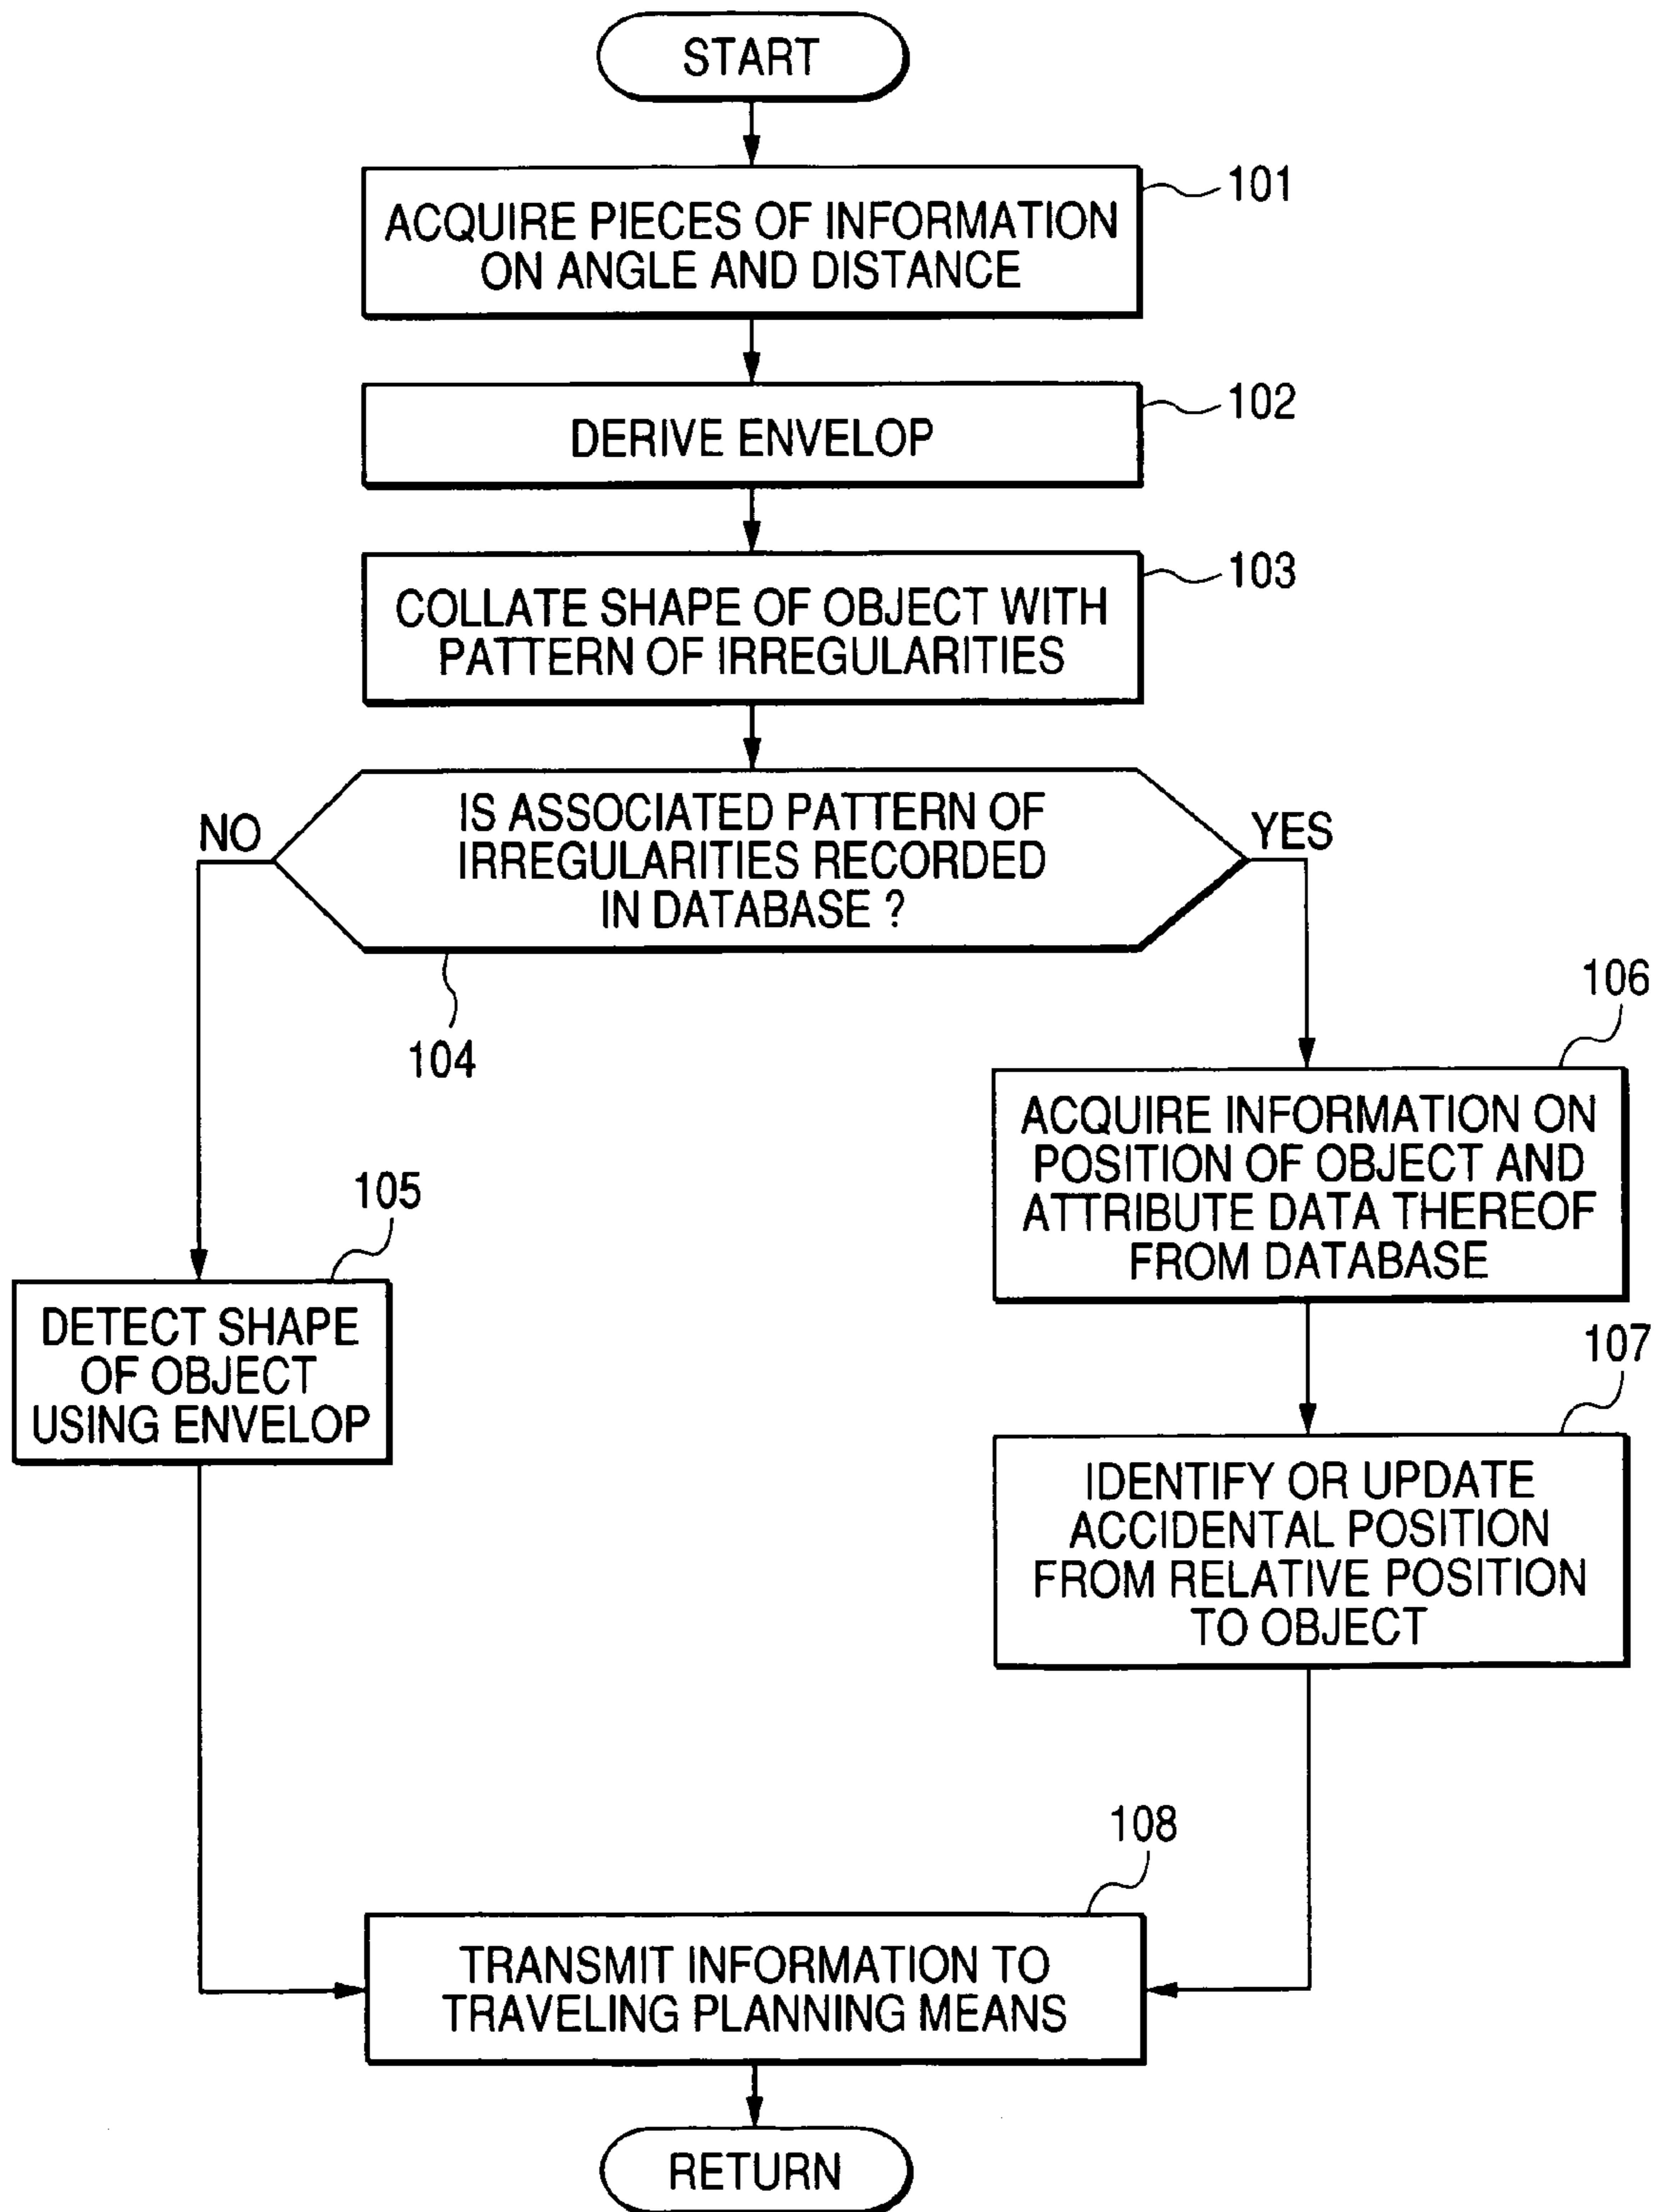 START
101
ACQUIRE PIECES OF INFORMATION
ON ANGLE AND DISTANCE
102
DERIVE ENVELOP
103
COLLATE SHAPE OF OBJECT WITH
PATTERN OF IRREGULARITIES
IS ASSOCIATED PATTERN OF
IRREGULARITIES RECORDED
IN DATABASE ?
NO
YES
104
106
ACQUIRE INFORMATION ON
POSITION OF OBJECT AND
ATTRIBUTE DATA THEREOF
FROM DATABASE
105
DETECT SHAPE
OF OBJECT
USING ENVELOP
107
IDENTIFY OR UPDATE
ACCIDENTAL POSITION
FROM RELATIVE POSITION
TO OBJECT
108
TRANSMIT INFORMATION TO
TRAVELING PLANNING MEANS
RETURN